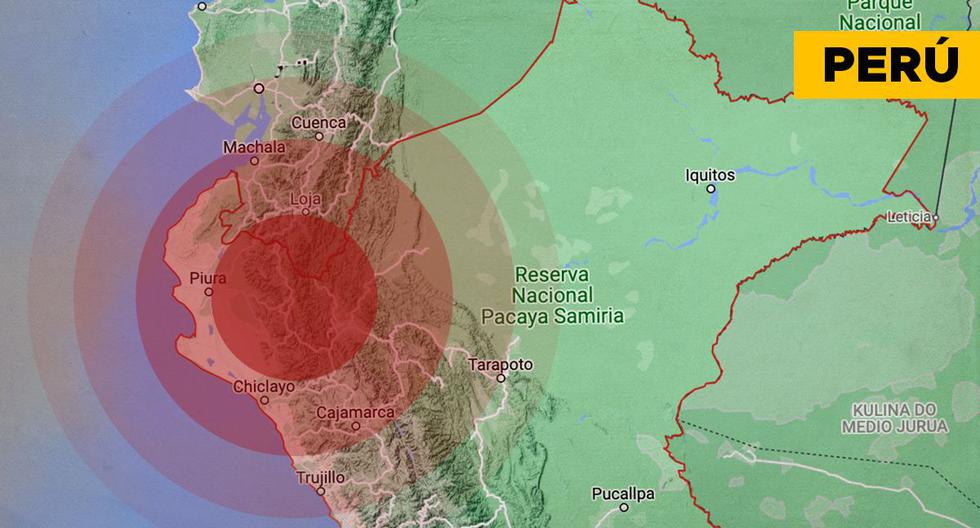 Parque
Nacional
PERÚ
Cuenca
Machala
Iquitos
Loja
Leticia
Reserva
Nacional
Pacaya Samiria
Piura
Tarapoto
Chiclayo
Cajamarca
KULINA DO
MEDIO JURUA
Trujillo
Pucallpa